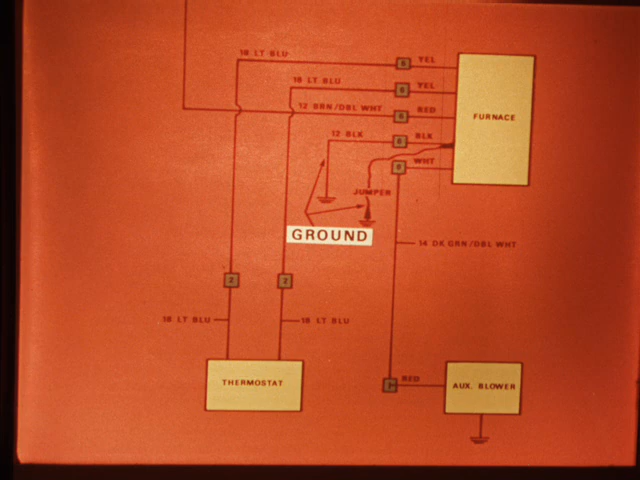 18 LT BLU
6
YEL
18 LT BLU
6
YEL
12 BRN/DBL WHT
6
RED
FURNACE
12 BLK
6
BLK
6
WHT
JUMPER
GROUND
14 DK GRN/DBL WHT
2
2
18 LT BLU
18 LT BLU
THERMOSTAT
RED
AUX. BLOWER